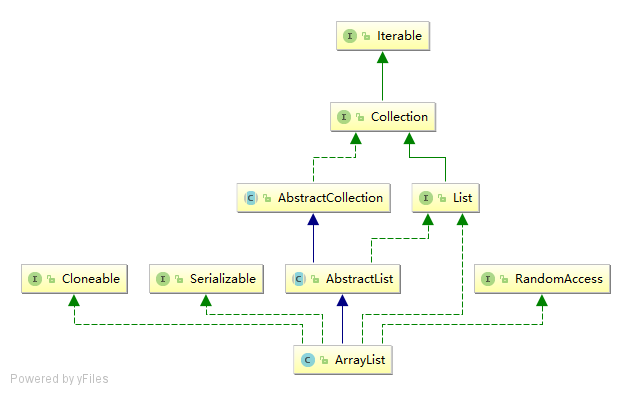 I Iterable
I Collection
C AbstractCollection
I List
I Cloneable
I Serializable
C AbstractList
I RandomAccess
C ArrayList
Powered by yFiles